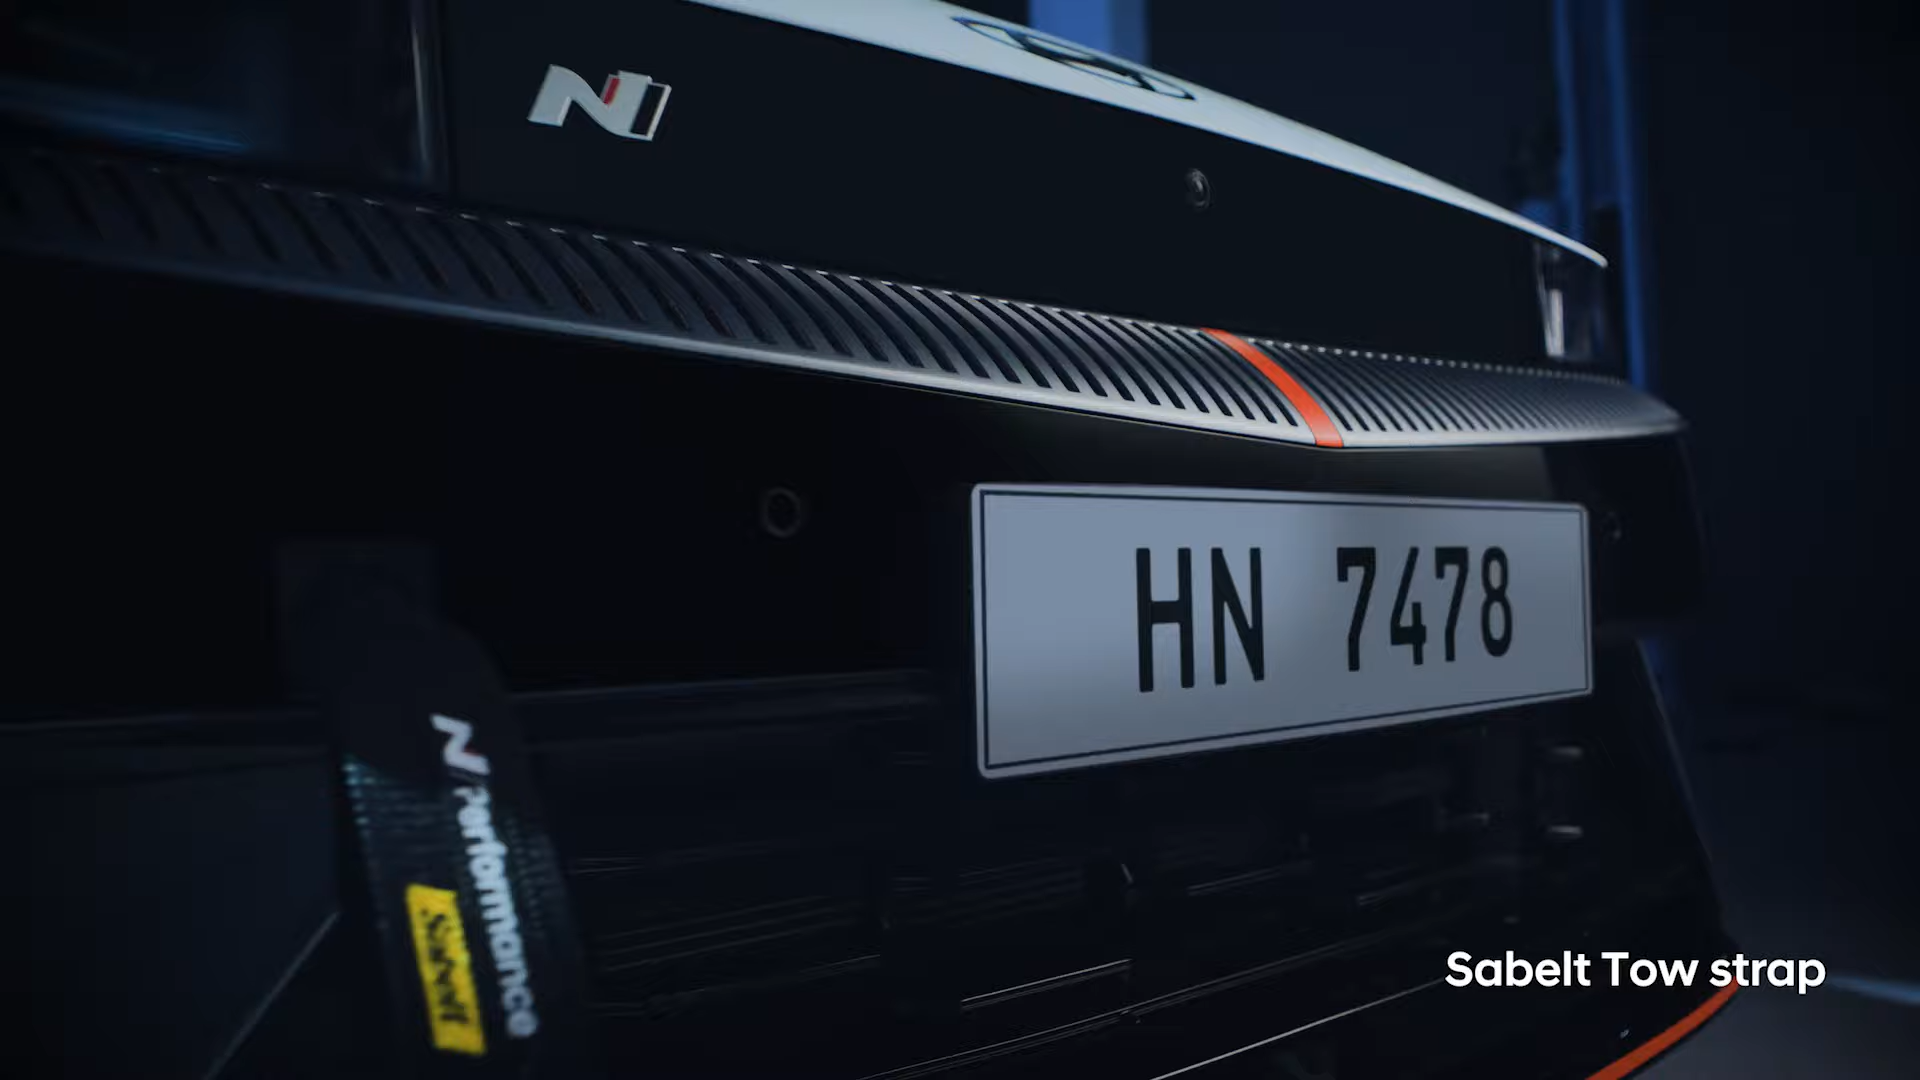 N
HN 7478
N Performance
Sabelt
Sabelt Tow strap